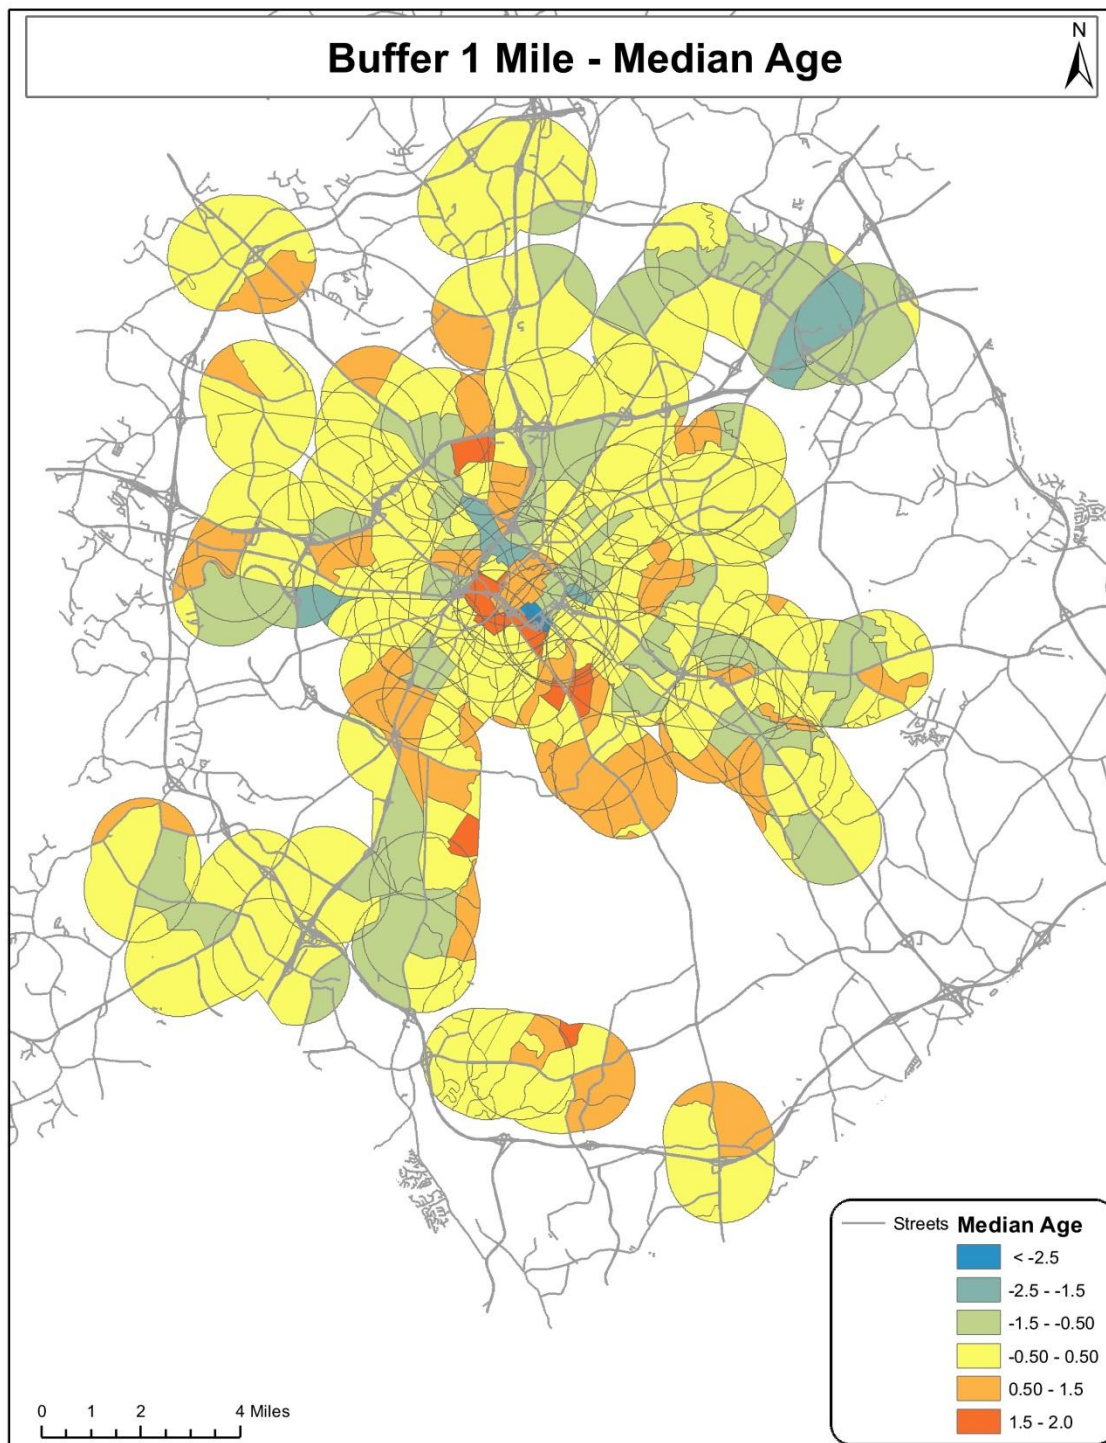 Buffer 1 Mile - Median Age
N
Streets Median Age
< -2.5
-2.5 - -1.5
-1.5 - -0.50
-0.50 - 0.50
0.50 - 1.5
1.5 - 2.0
0 1 2 4 Miles